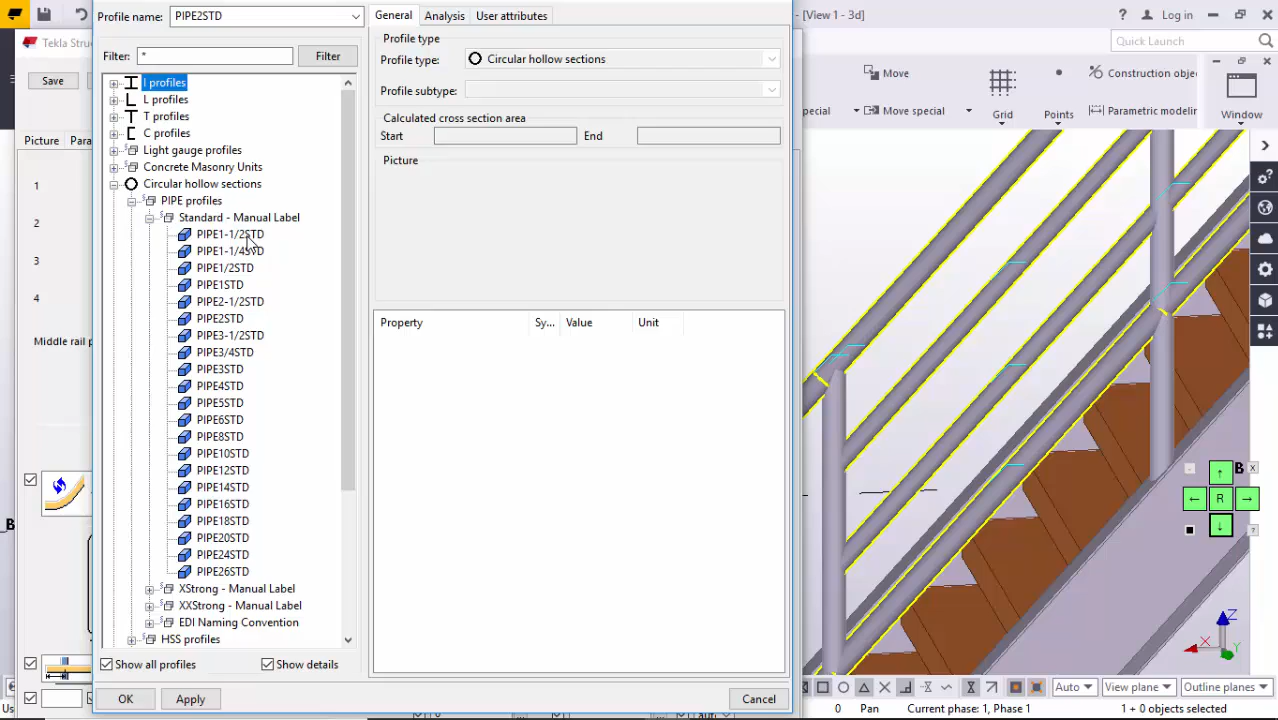 - [View 1 - 3d]
Log in
Quick Launch
Tekla Stru
Save
Picture
Para
1
2
3
4
Middle rail p
B
Us
Profile name:
PIPE2STD
Filter:
*
Filter
I profiles
L profiles
T profiles
C profiles
Light gauge profiles
Concrete Masonry Units
Circular hollow sections
PIPE profiles
Standard - Manual Label
PIPE1-1/2STD
PIPE1-1/4STD
PIPE1/2STD
PIPE1STD
PIPE2-1/2STD
PIPE2STD
PIPE3-1/2STD
PIPE3/4STD
PIPE3STD
PIPE4STD
PIPE5STD
PIPE6STD
PIPE8STD
PIPE10STD
PIPE12STD
PIPE14STD
PIPE16STD
PIPE18STD
PIPE20STD
PIPE24STD
PIPE26STD
XStrong - Manual Label
XXStrong - Manual Label
EDI Naming Convention
HSS profiles
Show all profiles
Show details
OK
Apply
Cancel
General
Analysis
User attributes
Profile type
Profile type:
Circular hollow sections
Profile subtype:
Calculated cross section area
Start
End
Picture
Property
Sy...
Value
Unit
Move
Construction obje
pecial
Move special
Grid
Points
Parametric modelin
Window
B
X
R
?
Z
X
Y
Auto
View plane
Outline planes
0
Pan
Current phase: 1, Phase 1
1 + 0 objects selected